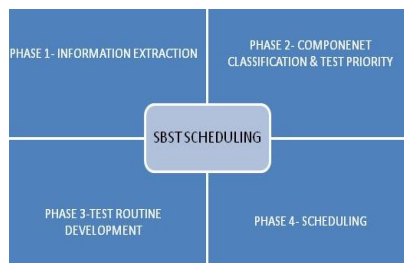 PHASE 1- INFORMATION EXTRACTION
PHASE 2- COMPONENET
CLASSIFICATION & TEST PRIORITY
SBST SCHEDULING
PHASE 3-TEST ROUTINE
DEVELOPMENT
PHASE 4- SCHEDULING